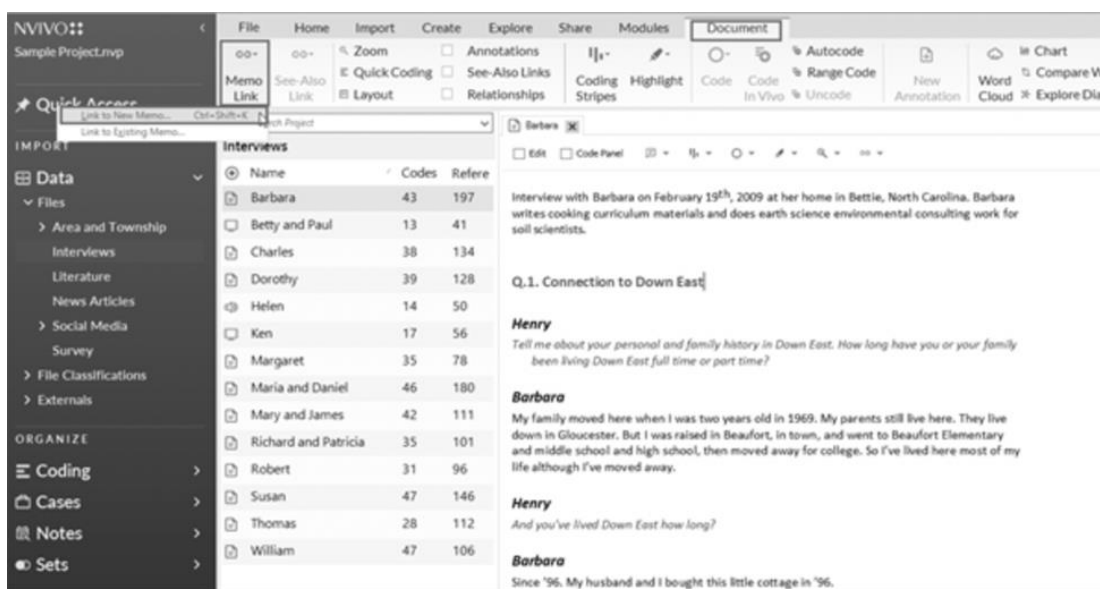 NVIVO
File Home Import Create Explore Share Modules Document
Sample Project.nvp
Memo Link
See-Also Link
Zoom
Quick Coding
Layout
Annotations
See-Also Links
Relationships
Coding Stripes
Highlight
Code
Code In Vivo
Autocode
Range Code
Uncode
New Annotation
Word Cloud
Chart
Compare W
Explore Dia
Quick Access
Link to New Memo... Ctrl+Shift+K
Link to Existing Memo...
rch Project
IMPORT
Data
Files
Area and Township
Interviews
Literature
News Articles
Social Media
Survey
File Classifications
Externals
ORGANIZE
Coding
Cases
Notes
Sets
Interviews
Name Codes Refere
Barbara 43 197
Betty and Paul 13 41
Charles 38 134
Dorothy 39 128
Helen 14 50
Ken 17 56
Margaret 35 78
Maria and Daniel 46 180
Mary and James 42 111
Richard and Patricia 35 101
Robert 31 96
Susan 47 146
Thomas 28 112
William 47 106
Barbara
Edit Code Panel
Interview with Barbara on February 19th, 2009 at her home in Bettie, North Carolina. Barbara
writes cooking curriculum materials and does earth science environmental consulting work for
soil scientists.
Q.1. Connection to Down East
Henry
Tell me about your personal and family history in Down East. How long have you or your family
been living Down East full time or part time?
Barbara
My family moved here when I was two years old in 1969. My parents still live here. They live
down in Gloucester. But I was raised in Beaufort, in town, and went to Beaufort Elementary
and middle school and high school, then moved away for college. So I've lived here most of my
life although I've moved away.
Henry
And you've lived Down East how long?
Barbara
Since '96. My husband and I bought this little cottage in '96.